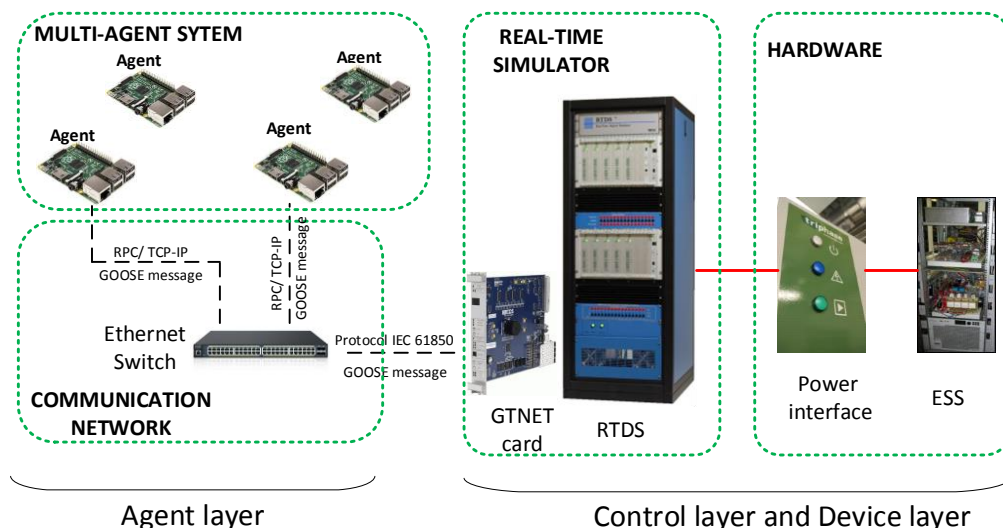 MULTI-AGENT SYTEM
Agent
Agent
Agent
Agent
RPC/ TCP-IP
GOOSE message
RPC/ TCP-IP
GOOSE message
Ethernet
Switch
COMMUNICATION
NETWORK
Protocol IEC 61850
GOOSE message
REAL-TIME
SIMULATOR
RTDS
GTNET
card
RTDS
HARDWARE
triphase
Power
interface
ESS
Agent layer
Control layer and Device layer